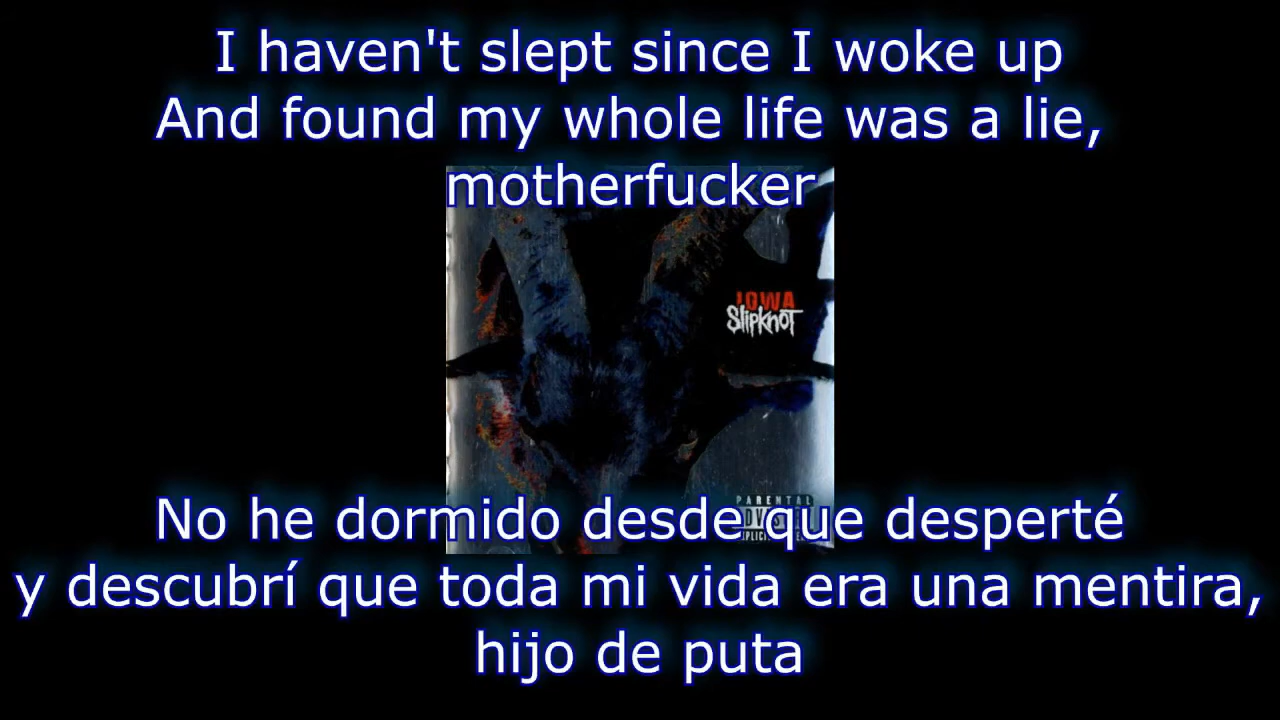 I haven't slept since I woke up
And found my whole life was a lie,
motherfucker
IOWA
Slipknot
PARENTAL
No he dormido desde que desperté
y descubrí que toda mi vida era una mentira,
hijo de puta